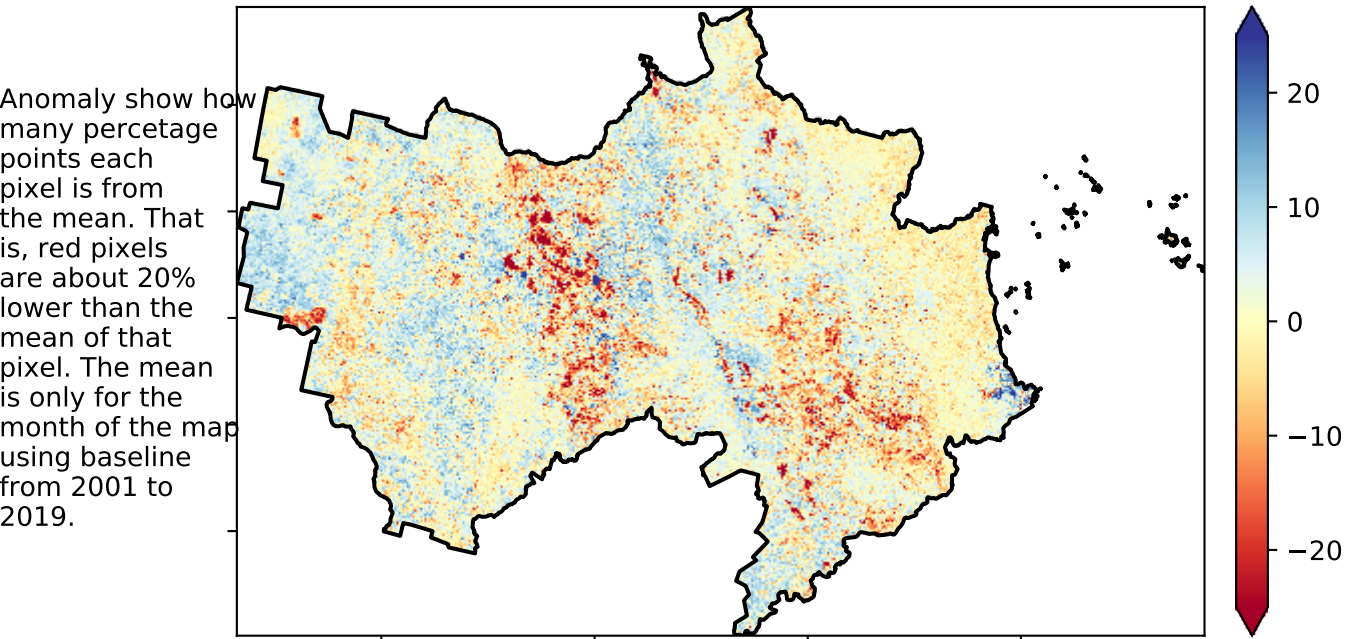 Anomaly show how
many percetage
points each
pixel is from
the mean. That
is, red pixels
are about 20%
lower than the
mean of that
pixel. The mean
is only for the
month of the map
using baseline
from 2001 to
2019.
20
10
0
−10
−20